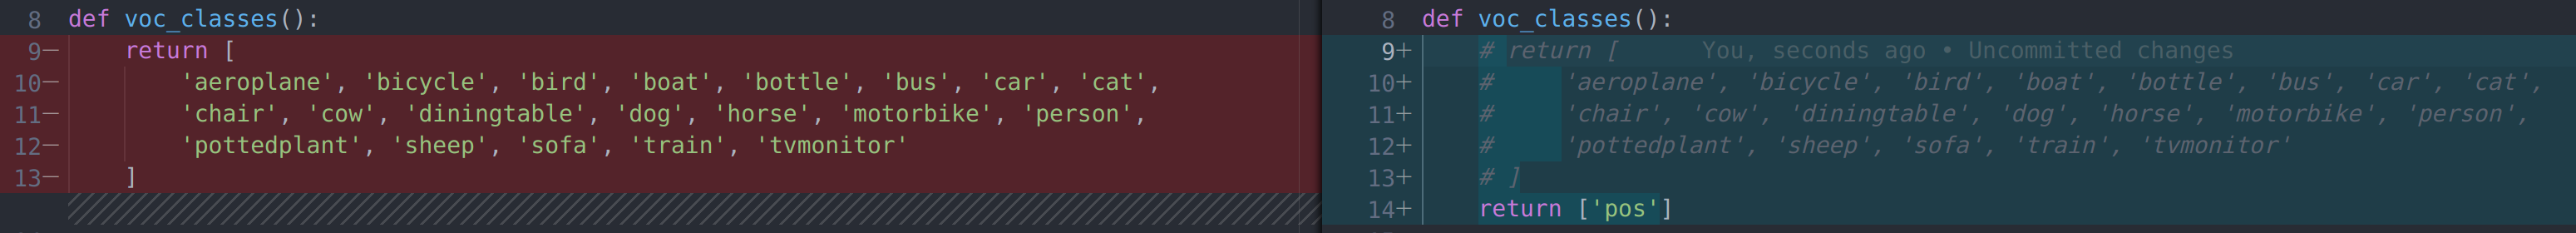 8 def voc_classes():
9— return [
10— 'aeroplane', 'bicycle', 'bird', 'boat', 'bottle', 'bus', 'car', 'cat',
11— 'chair', 'cow', 'diningtable', 'dog', 'horse', 'motorbike', 'person',
12— 'pottedplant', 'sheep', 'sofa', 'train', 'tvmonitor'
13— ]
8 def voc_classes():
9+ # return [ You, seconds ago • Uncommitted changes
10+ # 'aeroplane', 'bicycle', 'bird', 'boat', 'bottle', 'bus', 'car', 'cat',
11+ # 'chair', 'cow', 'diningtable', 'dog', 'horse', 'motorbike', 'person',
12+ # 'pottedplant', 'sheep', 'sofa', 'train', 'tvmonitor'
13+ # ]
14+ return ['pos']